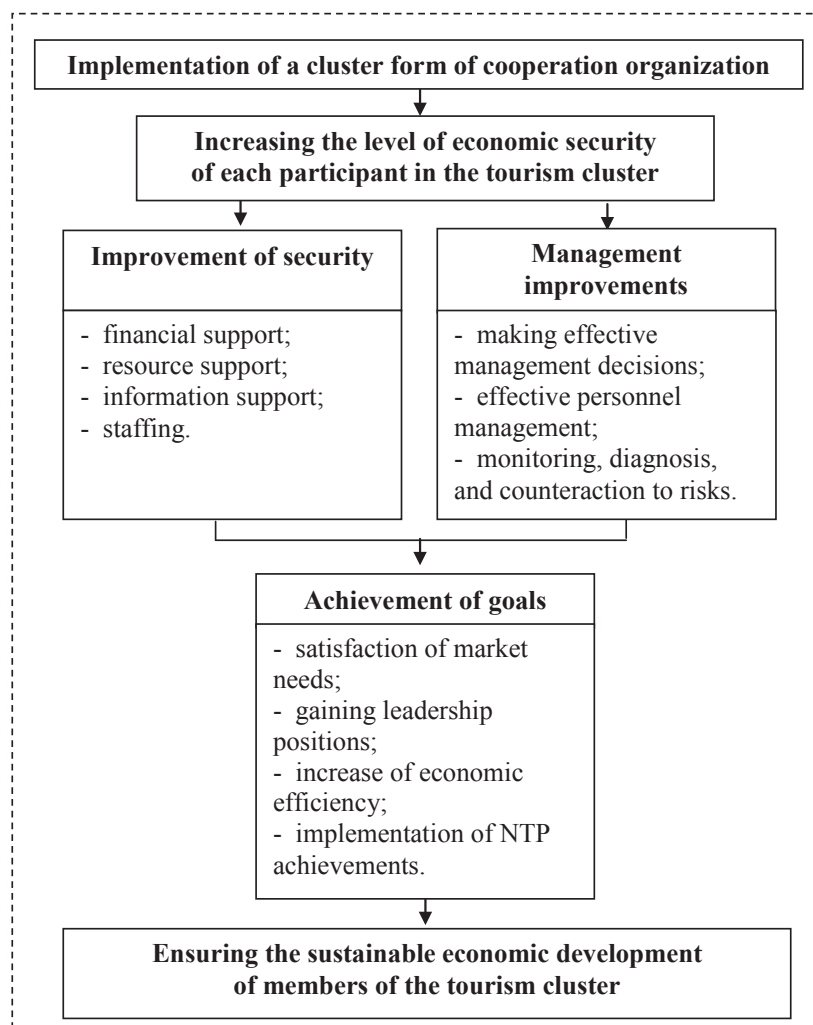 Implementation of a cluster form of cooperation organization
Increasing the level of economic security
of each participant in the tourism cluster
Improvement of security
- financial support;
- resource support;
- information support;
- staffing.
Management
improvements
- making effective
management decisions;
- effective personnel
management;
- monitoring, diagnosis,
and counteraction to risks.
Achievement of goals
- satisfaction of market
needs;
- gaining leadership
positions;
- increase of economic
efficiency;
- implementation of NTP
achievements.
Ensuring the sustainable economic development
of members of the tourism cluster